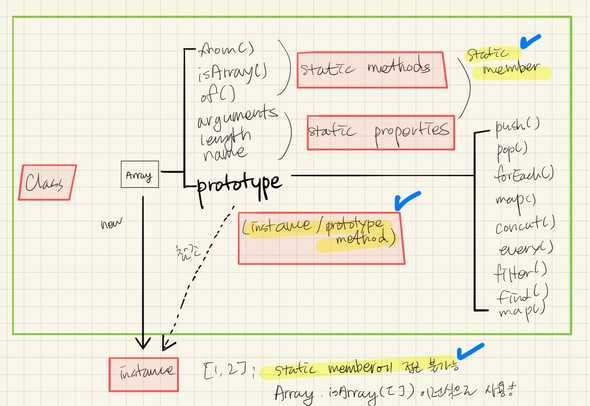 from()
isArray()
of()
static methods
static member
arguments
length
name
static properties
prototype
(instance/prototype method)
push()
pop()
forEach()
map()
concat()
every()
filter()
find()
map()
Class
Array
new
참조
instance
[1,2] : static member에 접근 불가능
Array.isArray([]) 이런식으로 사용